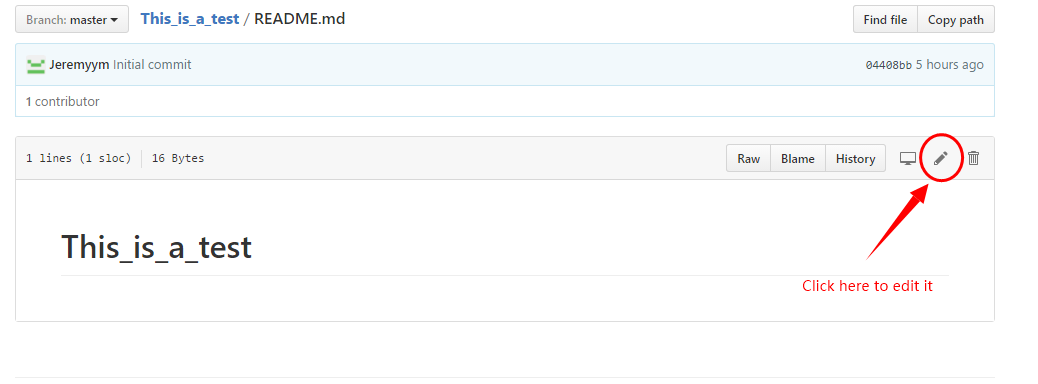 Branch: master This_is_a_test / README.md Find file Copy path
Jeremyym Initial commit 04408bb 5 hours ago
1 contributor
1 lines (1 sloc) 16 Bytes Raw Blame History
This_is_a_test
Click here to edit it